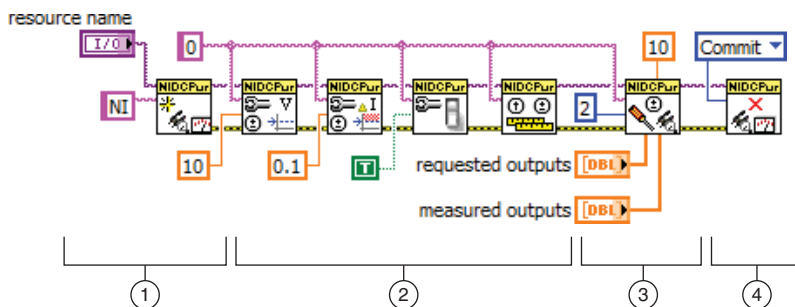 resource name
I/O
0
10
Commit
NIDCPwr
NIDCPwr
NIDCPwr
NIDCPwr
NIDCPwr
NIDCPwr
NIDCPwr
NI
V
I
2
10
0.1
T
requested outputs
[DBL]
measured outputs
[DBL]
1
2
3
4